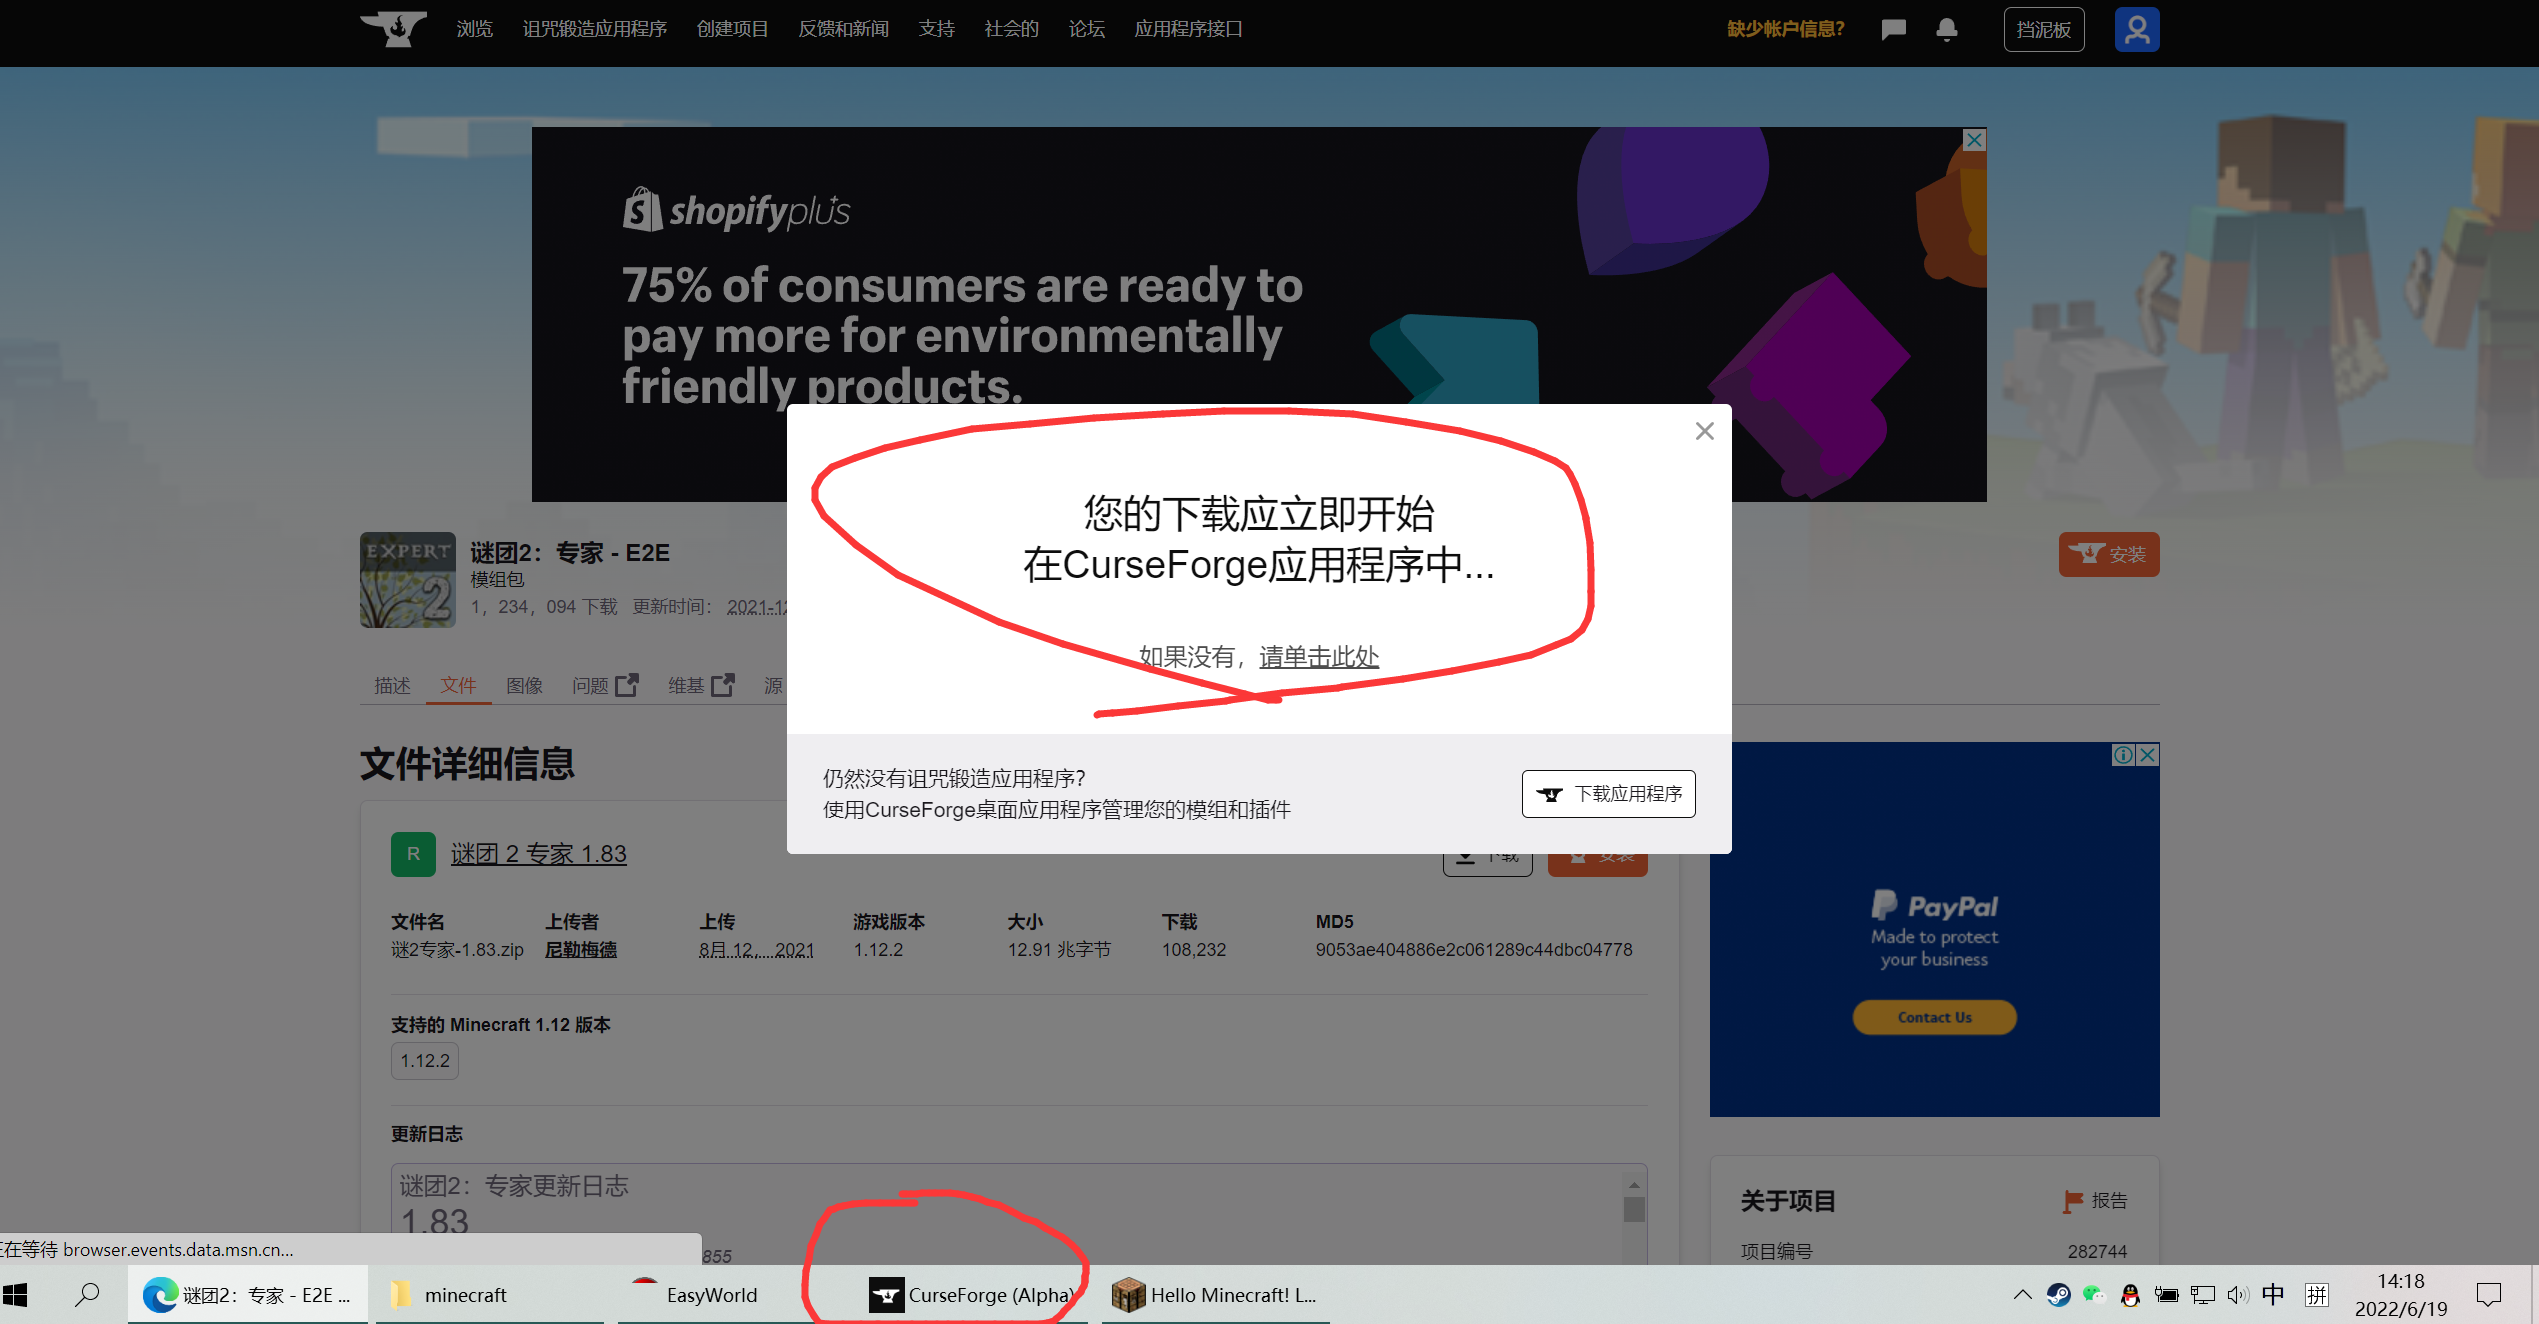 浏览 诅咒锻造应用程序 创建项目 反馈和新闻 支持 社会的 论坛 应用程序接口 缺少帐户信息? 挡泥板
shopifyplus
75% of consumers are ready to
pay more for environmentally
friendly products.
您的下载应立即开始
在CurseForge应用程序中...
如果没有，请单击此处
仍然没有诅咒锻造应用程序?
使用CurseForge桌面应用程序管理您的模组和插件
下载应用程序
EXPERT
2
谜团2：专家 - E2E
模组包
1，234，094 下载 更新时间： 2021-12
安装
描述 文件 图像 问题 维基 源
文件详细信息
R 谜团 2 专家 1.83
下载 安装
文件名 上传者 上传 游戏版本 大小 下载 MD5
谜2专家-1.83.zip 尼勒梅德 8月 12， 2021 1.12.2 12.91 兆字节 108,232 9053ae404886e2c061289c44dbc04778
支持的 Minecraft 1.12 版本
1.12.2
更新日志
谜团2：专家更新日志
1.83
855
PayPal
Made to protect
your business
Contact Us
关于项目 报告
项目编号 282744
在等待 browser.events.data.msn.cn...
谜团2：专家 - E2E ... minecraft EasyWorld CurseForge (Alpha) Hello Minecraft! L... 中 拼 14:18
2022/6/19